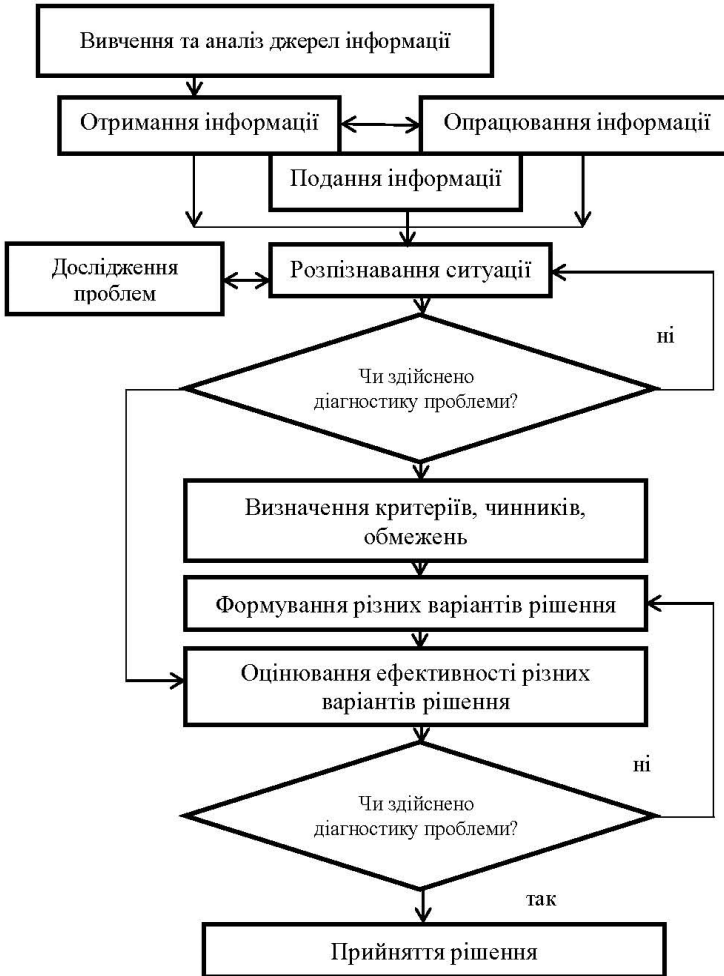 Вивчення та аналіз джерел інформації
Отримання інформації
Опрацювання інформації
Подання інформації
Дослідження
проблем
Розпізнавання ситуації
ні
Чи здійснено
діагностику проблеми?
Визначення критеріїв, чинників,
обмежень
Формування різних варіантів рішення
Оцінювання ефективності різних
варіантів рішення
ні
Чи здійснено
діагностику проблеми?
так
Прийняття рішення